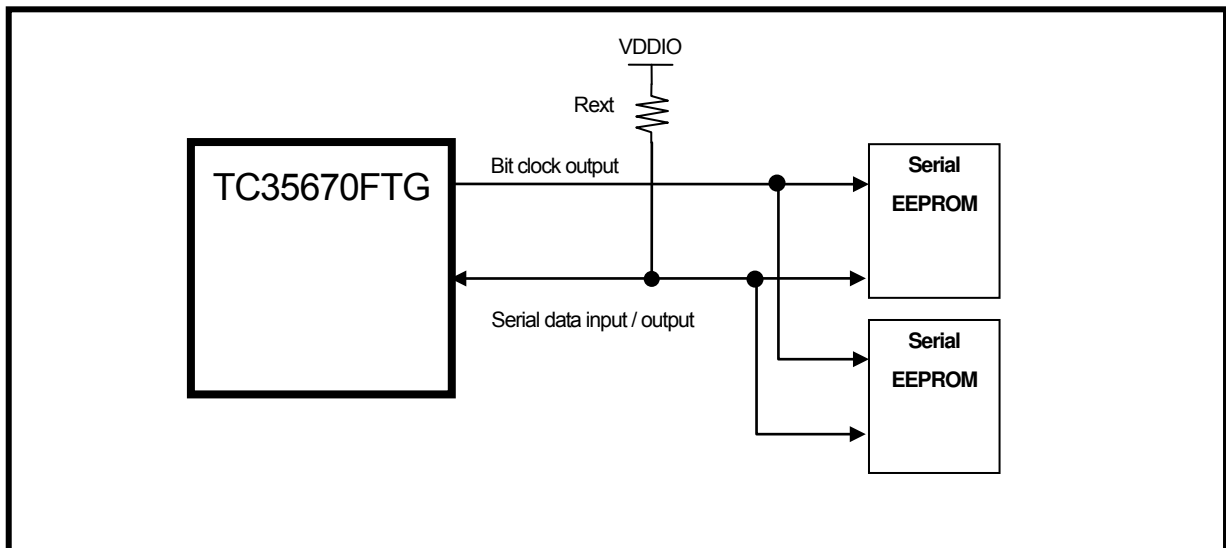 VDDIO
Rext
TC35670FTG
Bit clock output
Serial
EEPROM
Serial data input / output
Serial
EEPROM